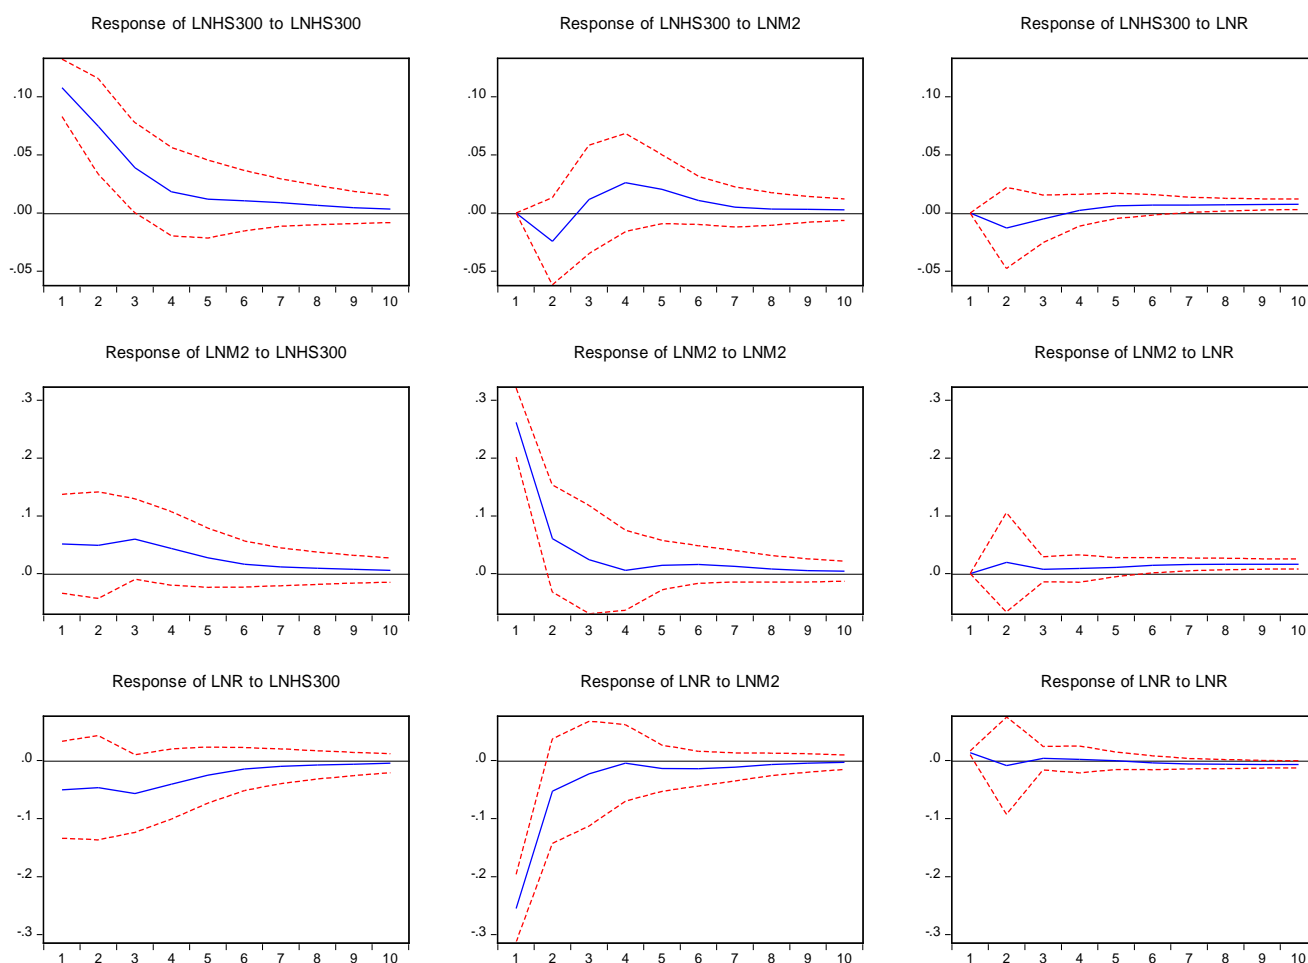 Response of LNHS300 to LNHS300
Response of LNHS300 to LNM2
Response of LNHS300 to LNR
.10
.05
.00
-.05
1 2 3 4 5 6 7 8 9 10
.10
.05
.00
-.05
1 2 3 4 5 6 7 8 9 10
.10
.05
.00
-.05
1 2 3 4 5 6 7 8 9 10
Response of LNM2 to LNHS300
Response of LNM2 to LNM2
Response of LNM2 to LNR
.3
.2
.1
.0
1 2 3 4 5 6 7 8 9 10
.3
.2
.1
.0
1 2 3 4 5 6 7 8 9 10
.3
.2
.1
.0
1 2 3 4 5 6 7 8 9 10
Response of LNR to LNHS300
Response of LNR to LNM2
Response of LNR to LNR
.0
-.1
-.2
-.3
1 2 3 4 5 6 7 8 9 10
.0
-.1
-.2
-.3
1 2 3 4 5 6 7 8 9 10
.0
-.1
-.2
-.3
1 2 3 4 5 6 7 8 9 10